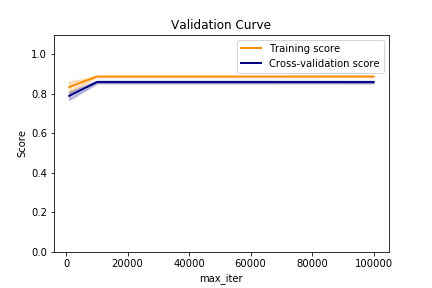 Validation Curve
1.0
0.8
0.6
0.4
0.2
0.0
Score
Training score
Cross-validation score
0
20000
40000
60000
80000
100000
max_iter